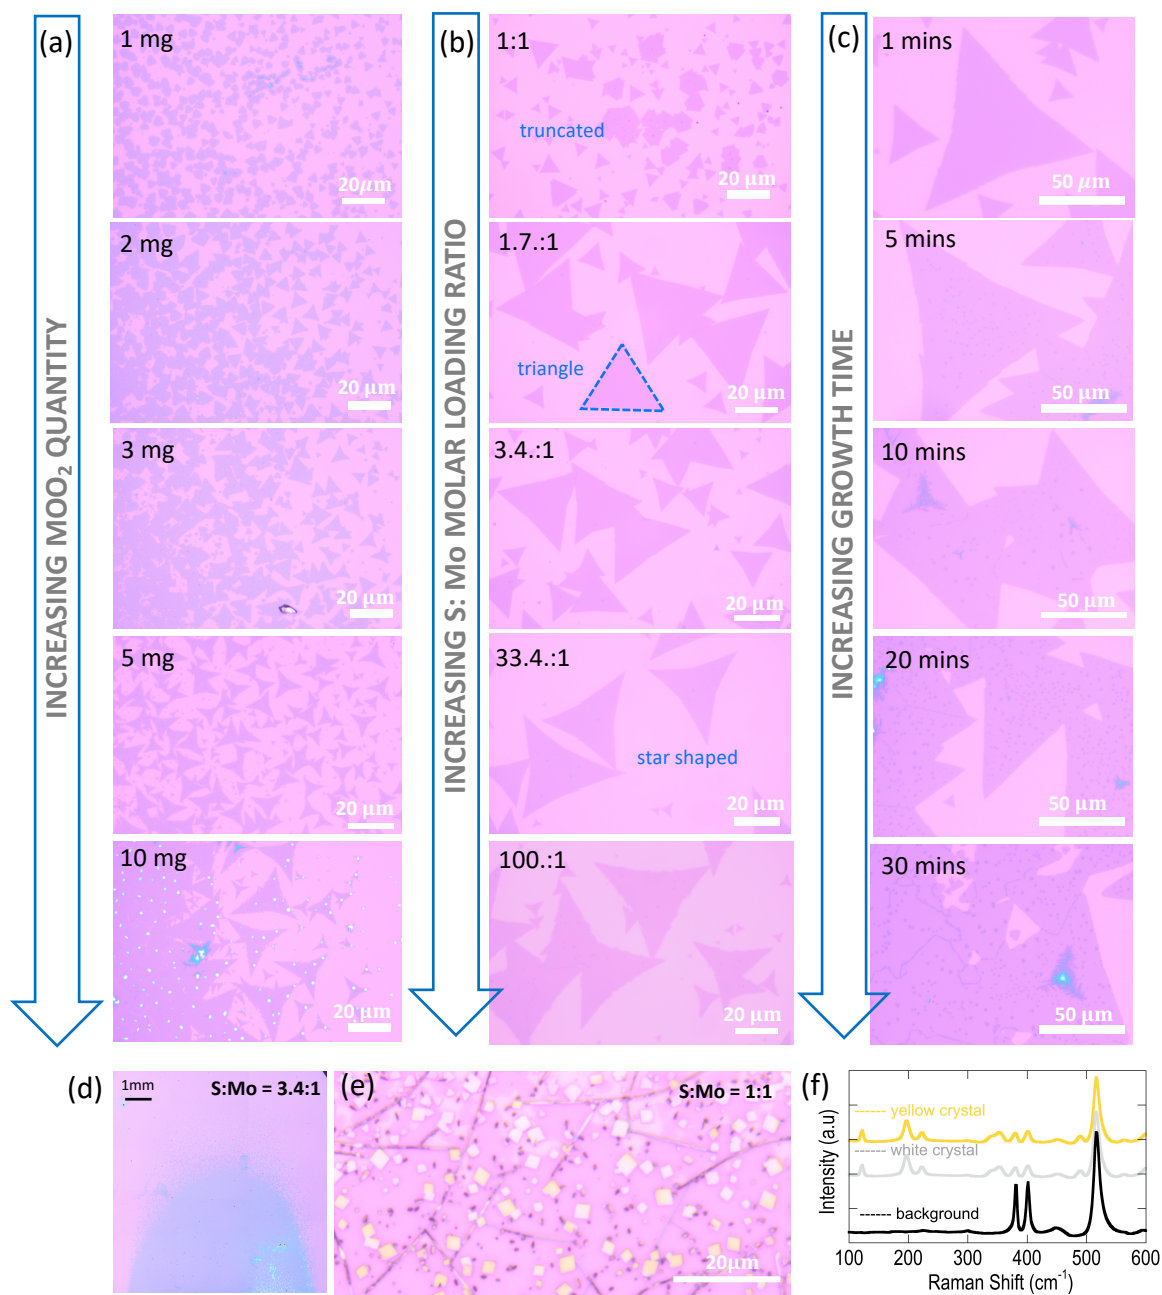 (a)
INCREASING MOO₂ QUANTITY
1 mg
20μm
2 mg
20 μm
3 mg
20 μm
5 mg
20 μm
10 mg
20 μm
(b)
INCREASING S: Mo MOLAR LOADING RATIO
1:1
truncated
20 μm
1.7.:1
triangle
20 μm
3.4.:1
20 μm
33.4.:1
star shaped
20 μm
100.:1
20 μm
(c)
INCREASING GROWTH TIME
1 mins
50 μm
5 mins
50 μm
10 mins
50 μm
20 mins
50 μm
30 mins
50 μm
(d)
1mm
S:Mo = 3.4:1
(e)
S:Mo = 1:1
20μm
(f)
Intensity (a.u)
------ yellow crystal
------ white crystal
------ background
100 200 300 400 500 600
Raman Shift (cm⁻¹)